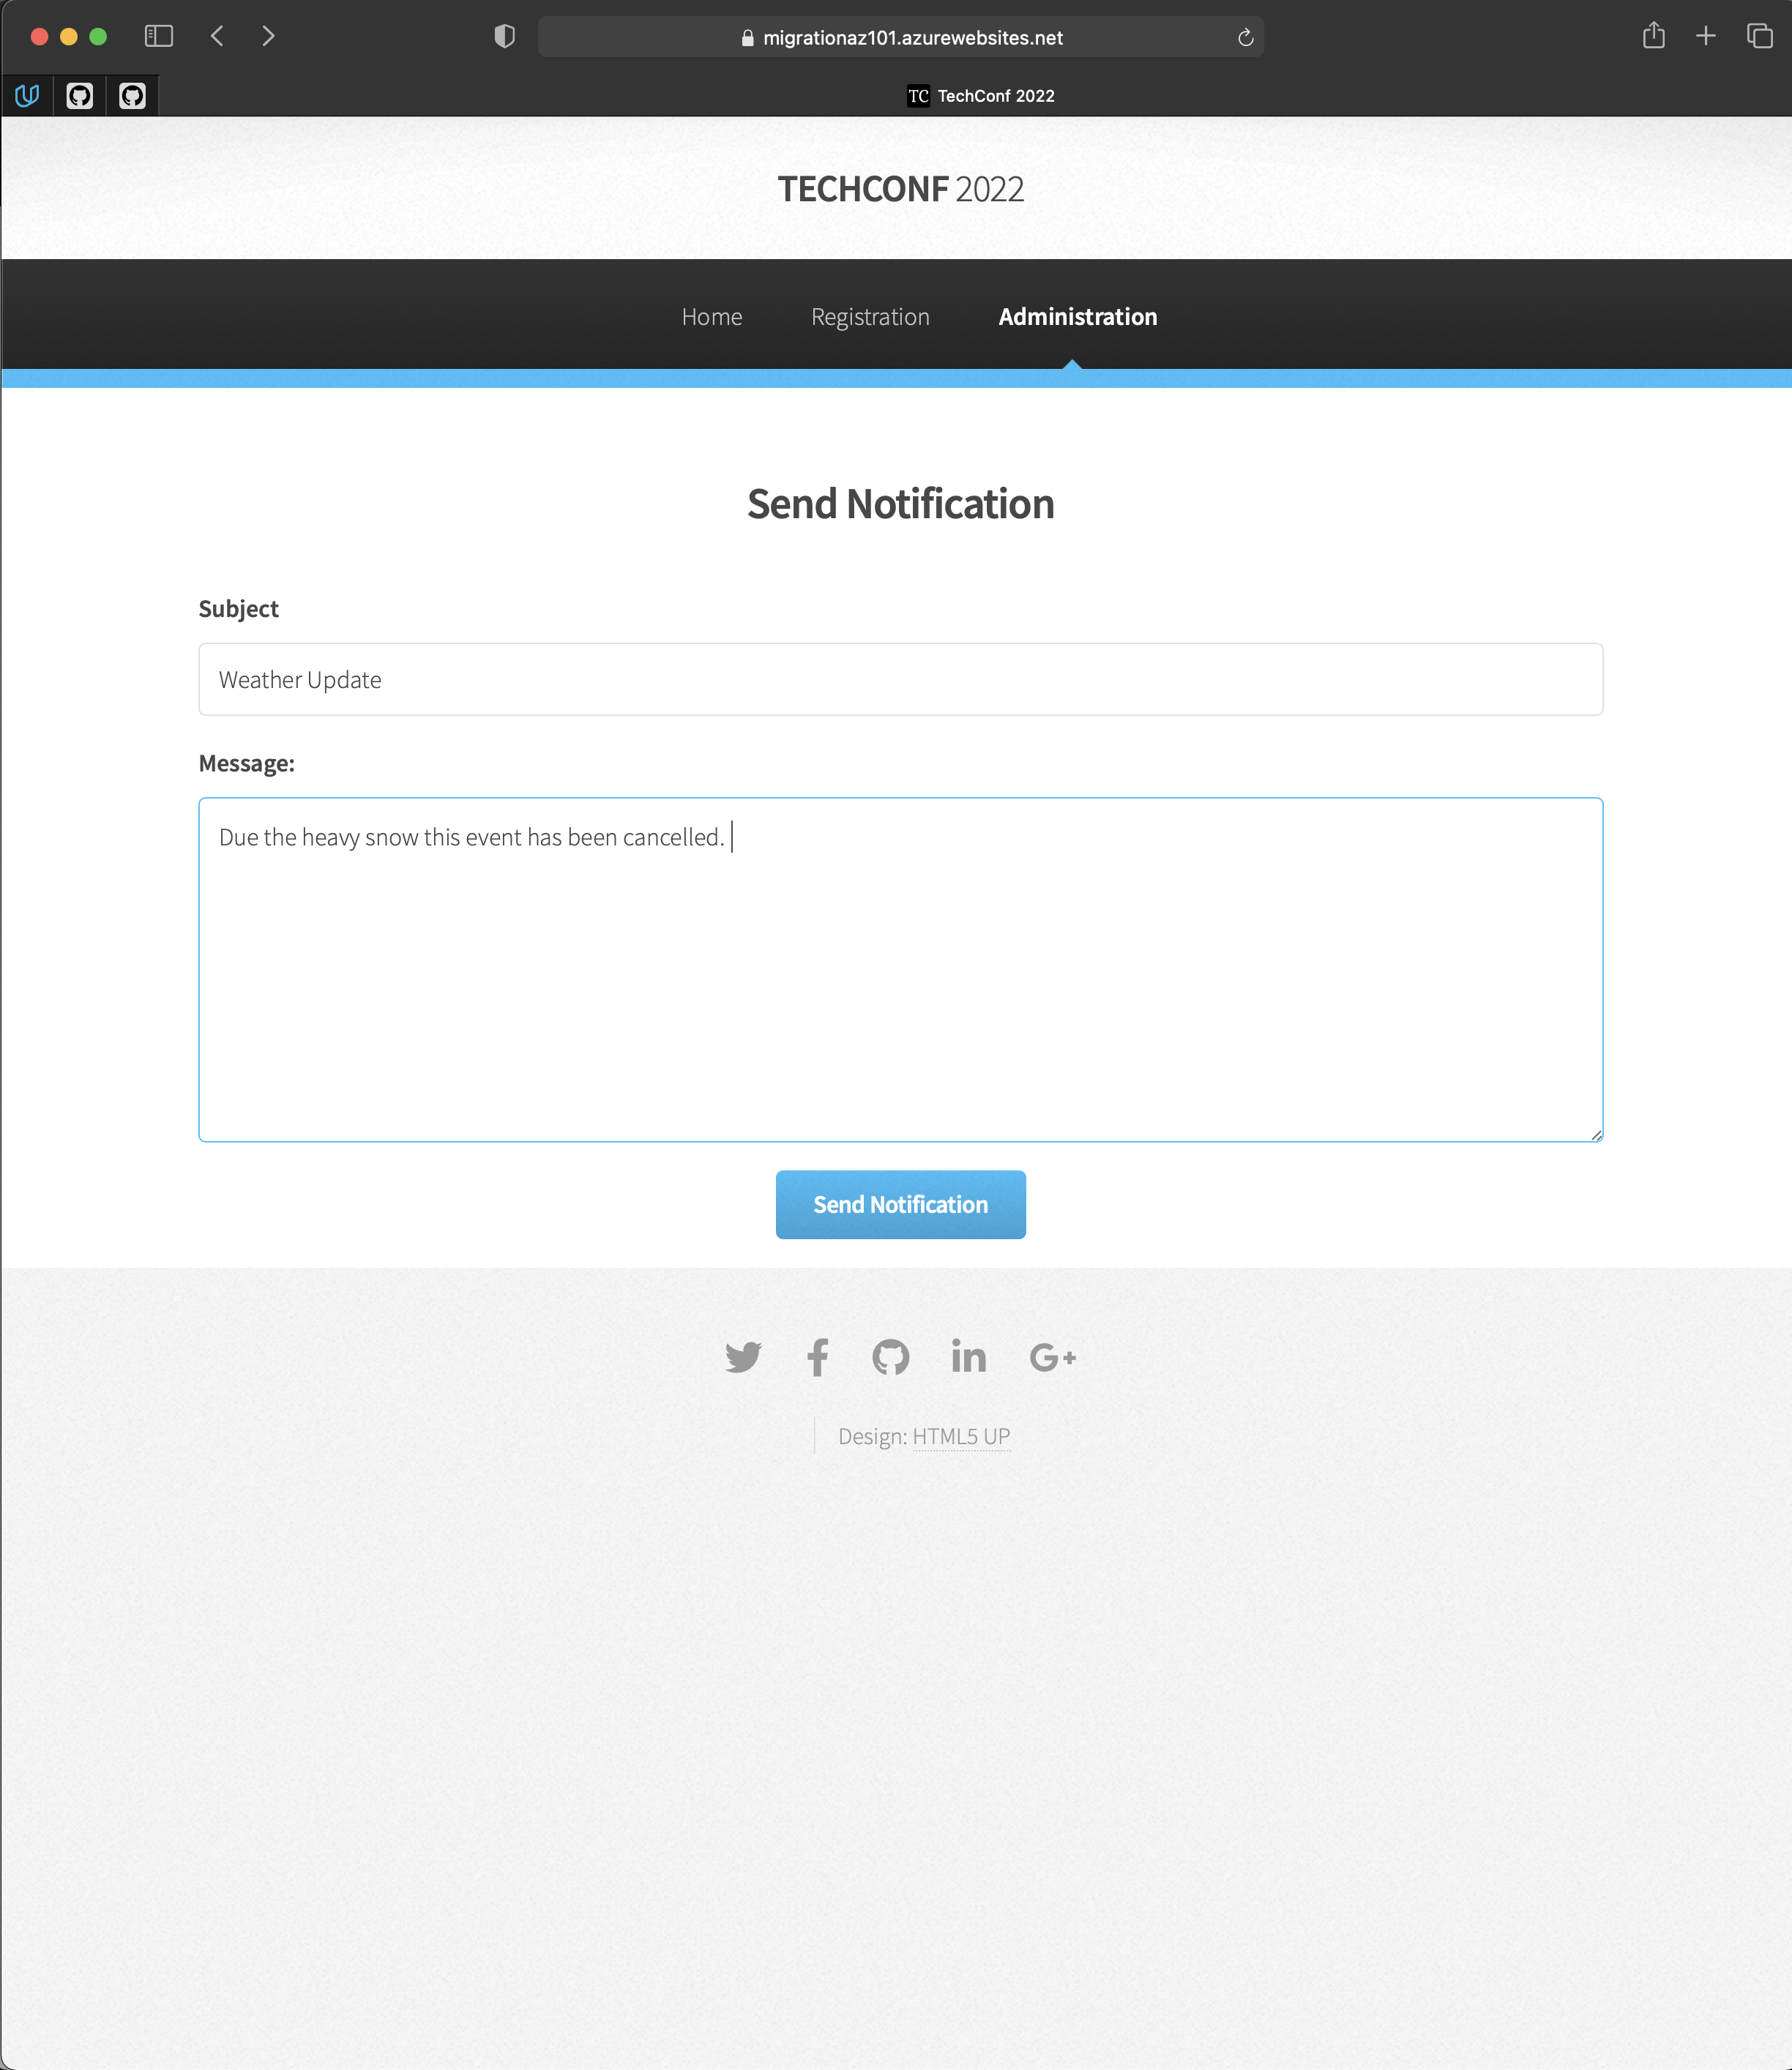 migrationaz101.azurewebsites.net
TC TechConf 2022
TECHCONF 2022
Home Registration Administration
Send Notification
Subject
Weather Update
Message:
Due the heavy snow this event has been cancelled.
Send Notification
G+
Design: HTML5 UP